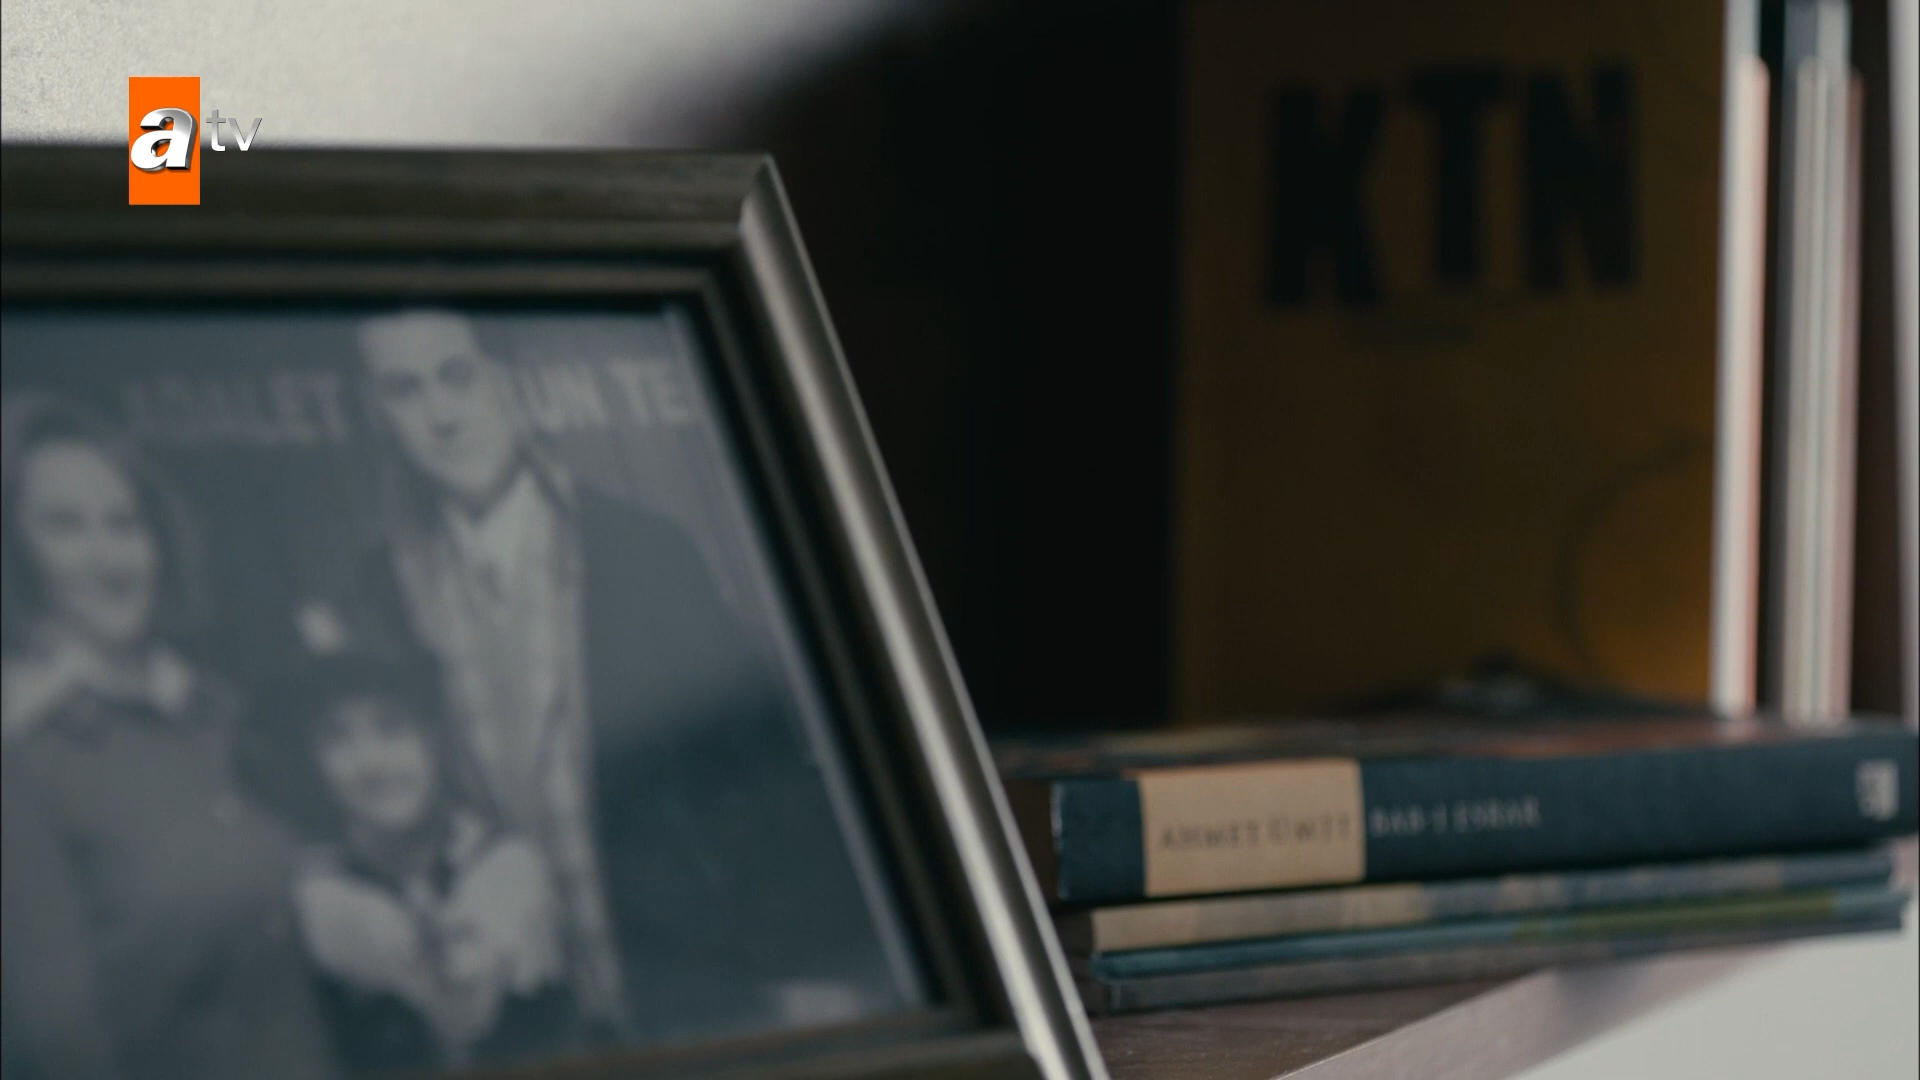 atv
KTN
ADALET
UN TE
AHMET ÜMİT BAB-I ESRAR